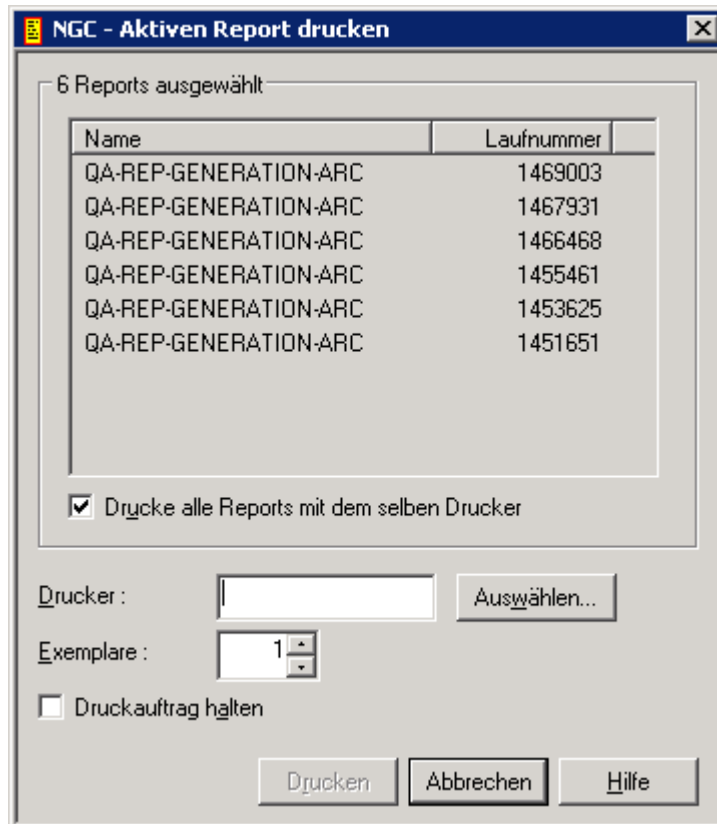 NGC - Aktiven Report drucken
6 Reports ausgewählt
Name Laufnummer
QA-REP-GENERATION-ARC 1469003
QA-REP-GENERATION-ARC 1467931
QA-REP-GENERATION-ARC 1466468
QA-REP-GENERATION-ARC 1455461
QA-REP-GENERATION-ARC 1453625
QA-REP-GENERATION-ARC 1451651
Drucke alle Reports mit dem selben Drucker
Drucker : Auswählen...
Exemplare : 1
Druckauftrag halten
Drucken Abbrechen Hilfe